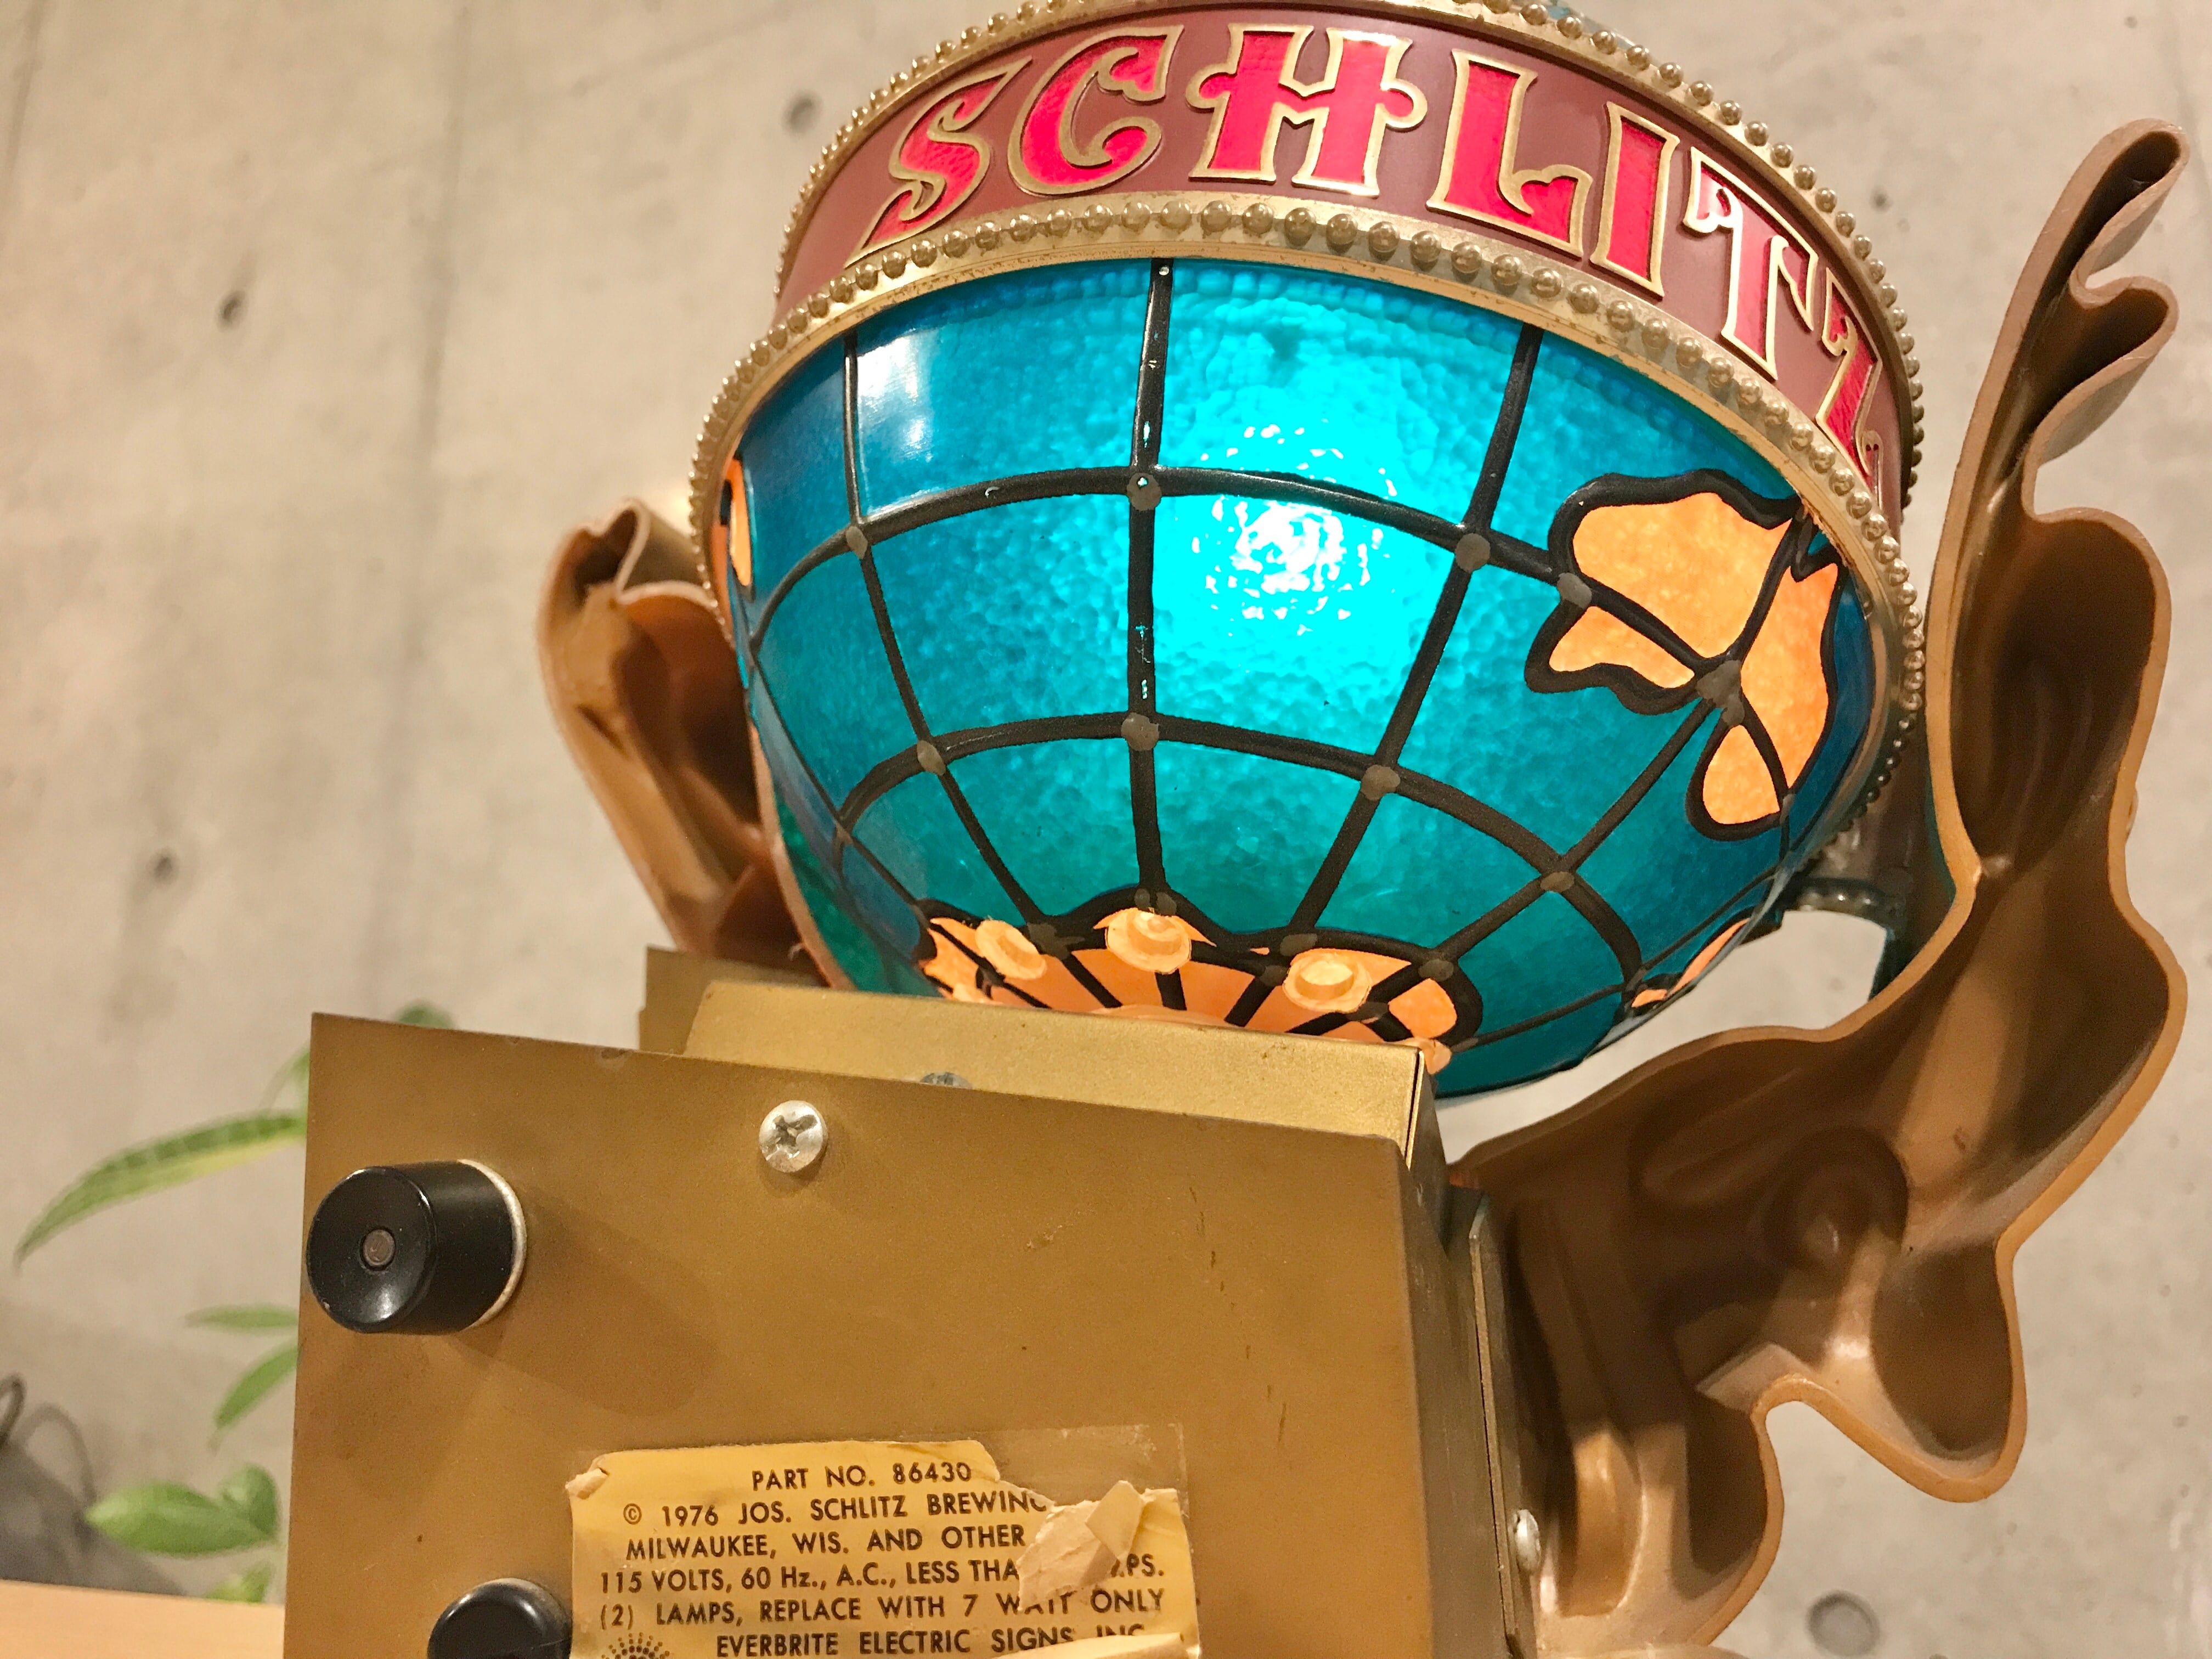 SCHLITZ
PART NO. 86430
© 1976 JOS. SCHLITZ BREWING
MILWAUKEE, WIS. AND OTHER
115 VOLTS, 60 Hz., A.C., LESS
(2) LAMPS, REPLACE WITH 7 WATT ONLY
EVERBRITE ELECTRIC SIGNS, INC.